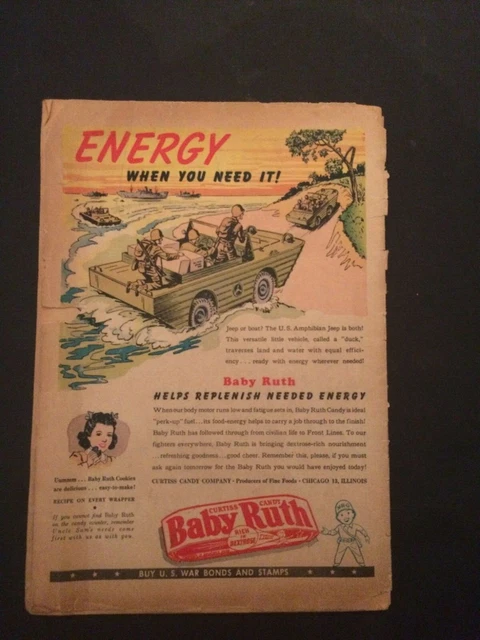 ENERGY
WHEN YOU NEED IT!
Jeep or boat? The U.S. Amphibian Jeep is both!
This versatile little vehicle, called a "duck,"
traverses land and water with equal effici-
ency . . . ready with energy wherever needed!
Baby Ruth
HELPS REPLENISH NEEDED ENERGY
When our body motor runs low and fatigue sets in, Baby Ruth Candy is ideal
"perk-up" fuel...its food-energy helps to carry a job through to the finish!
Baby Ruth has followed through from civilian life to Front Lines. To our
fighters everywhere, Baby Ruth is bringing dextrose-rich nourishment
...refreshing goodness...good cheer. Remember this, please, if you must
ask again tomorrow for the Baby Ruth you would have enjoyed today!
CURTISS CANDY COMPANY • Producers of Fine Foods • CHICAGO 13, ILLINOIS
Ummmm . . . Baby Ruth Cookies
are delicious . . . easy-to-make!
RECIPE ON EVERY WRAPPER
If you cannot find Baby Ruth
on the candy counter, remember
Uncle Sam's needs come
first with us as with you.
CURTISS CANDY
Baby Ruth
RICH
IN
DEXTROSE
BUY U. S. WAR BONDS AND STAMPS